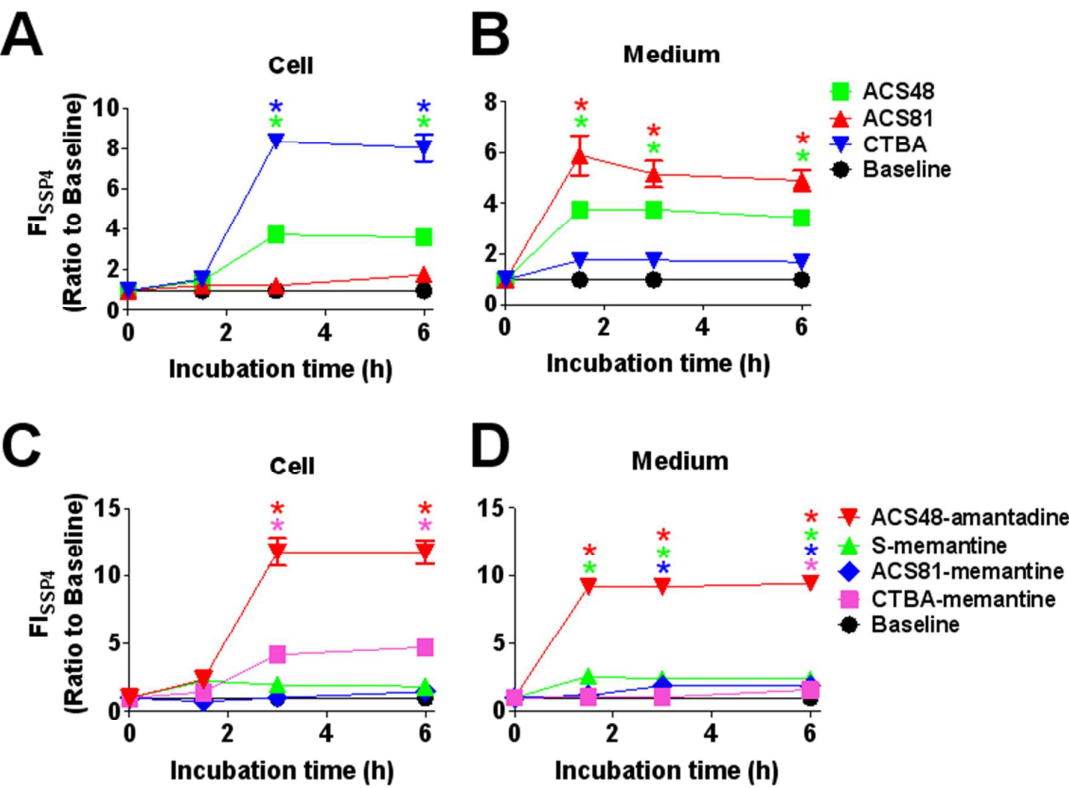 A
B
Cell
Medium
FISSP4
(Ratio to Baseline)
10
8
6
4
2
0
0 2 4 6
Incubation time (h)
* *
* *
8
6
4
2
0
0 2 4 6
Incubation time (h)
* * *
* * *
ACS48
ACS81
CTBA
Baseline
C
D
Cell
Medium
FISSP4
(Ratio to Baseline)
15
10
5
0
0 2 4 6
Incubation time (h)
* *
* *
15
10
5
0
0 2 4 6
Incubation time (h)
* * *
* * *
* *
*
ACS48-amantadine
S-memantine
ACS81-memantine
CTBA-memantine
Baseline